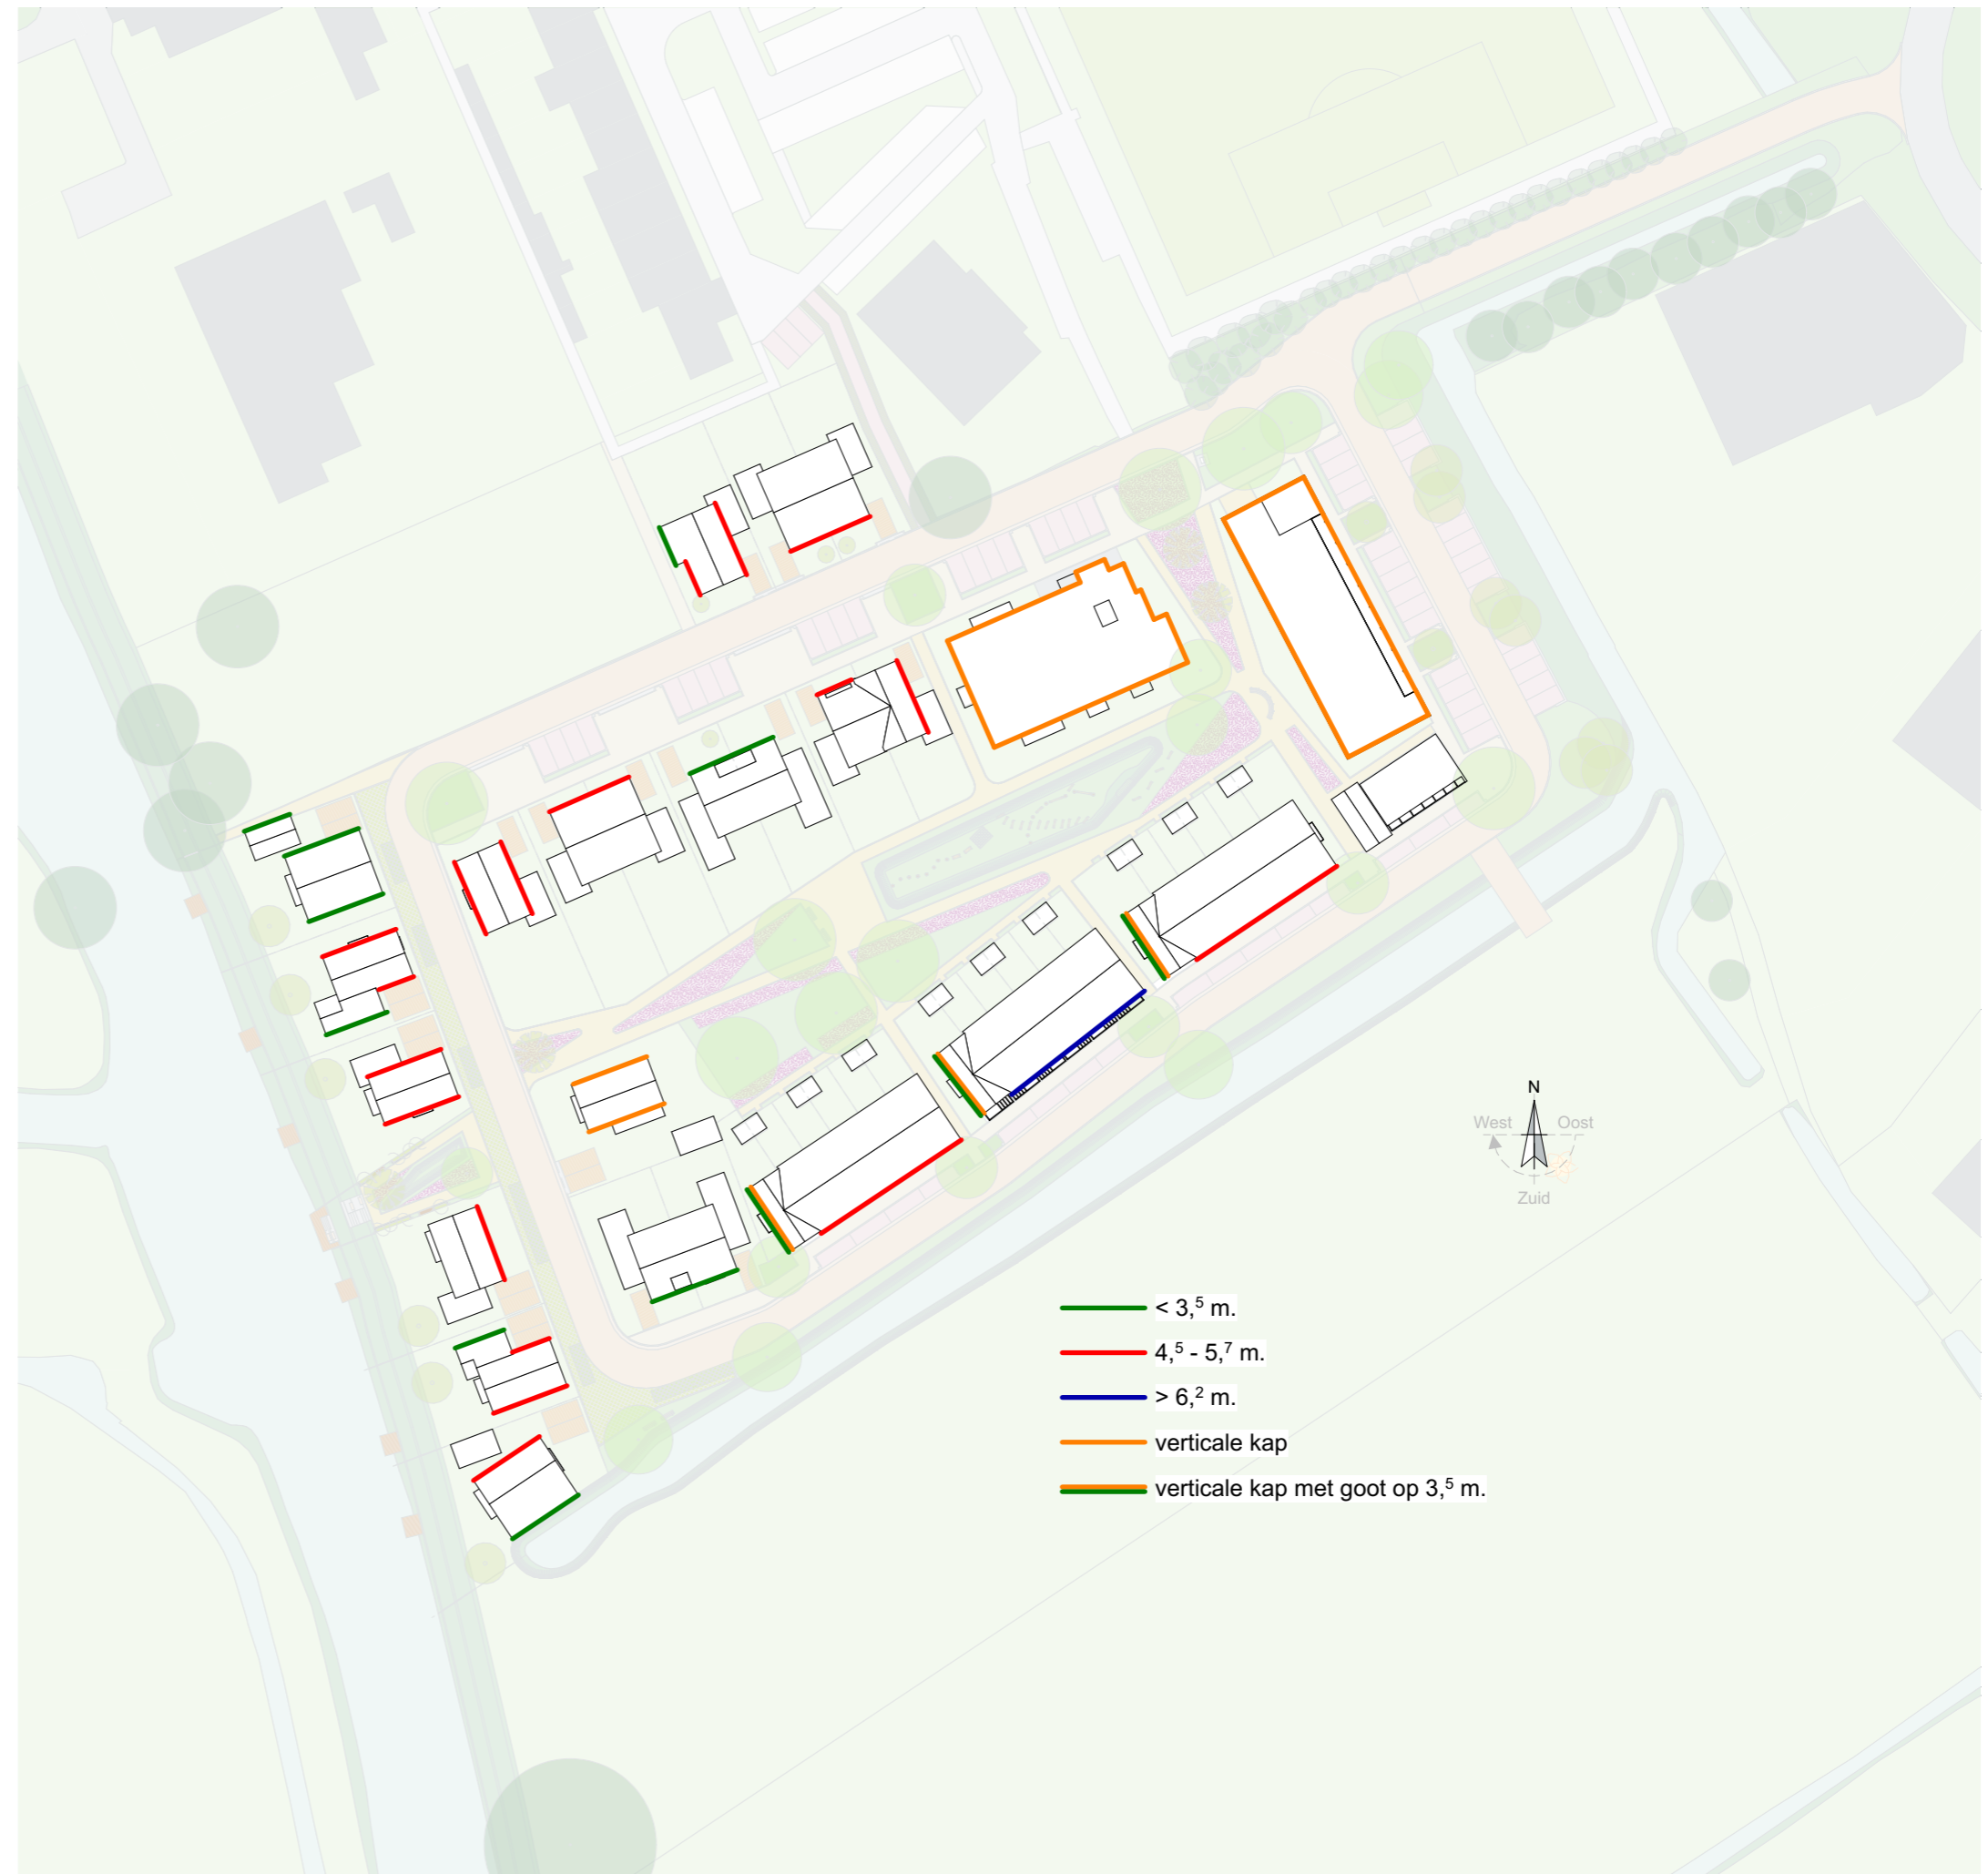 N
West
Oost
Zuid
< 3,⁵ m.
4,⁵ - 5,⁷ m.
> 6,² m.
verticale kap
verticale kap met goot op 3,⁵ m.